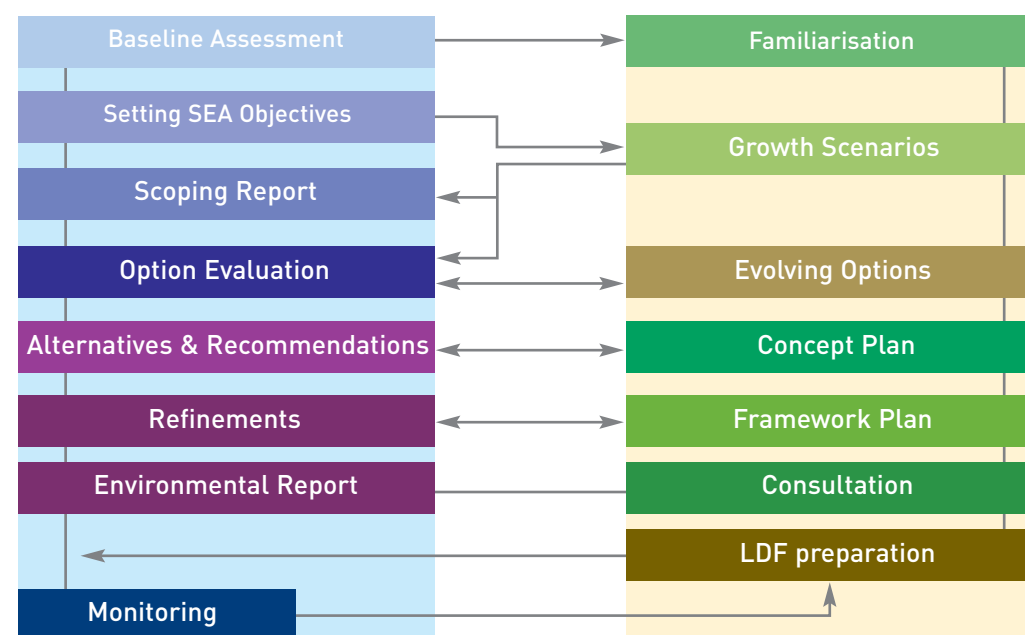 Baseline Assessment
Familiarisation
Setting SEA Objectives
Growth Scenarios
Scoping Report
Option Evaluation
Evolving Options
Alternatives & Recommendations
Concept Plan
Refinements
Framework Plan
Environmental Report
Consultation
LDF preparation
Monitoring